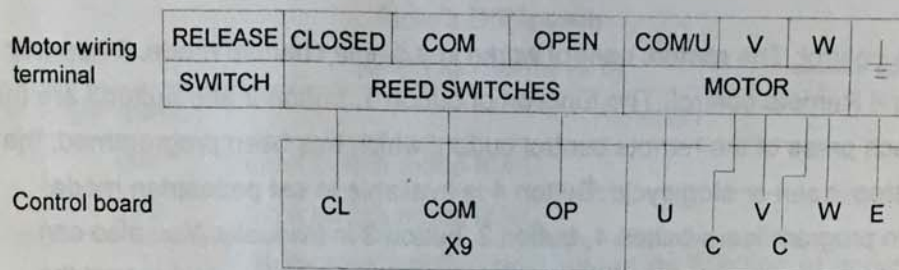 Motor wiring
terminal
RELEASE CLOSED COM OPEN COM/U V W
SWITCH REED SWITCHES MOTOR
Control board
CL COM OP U V W E
X9 C C